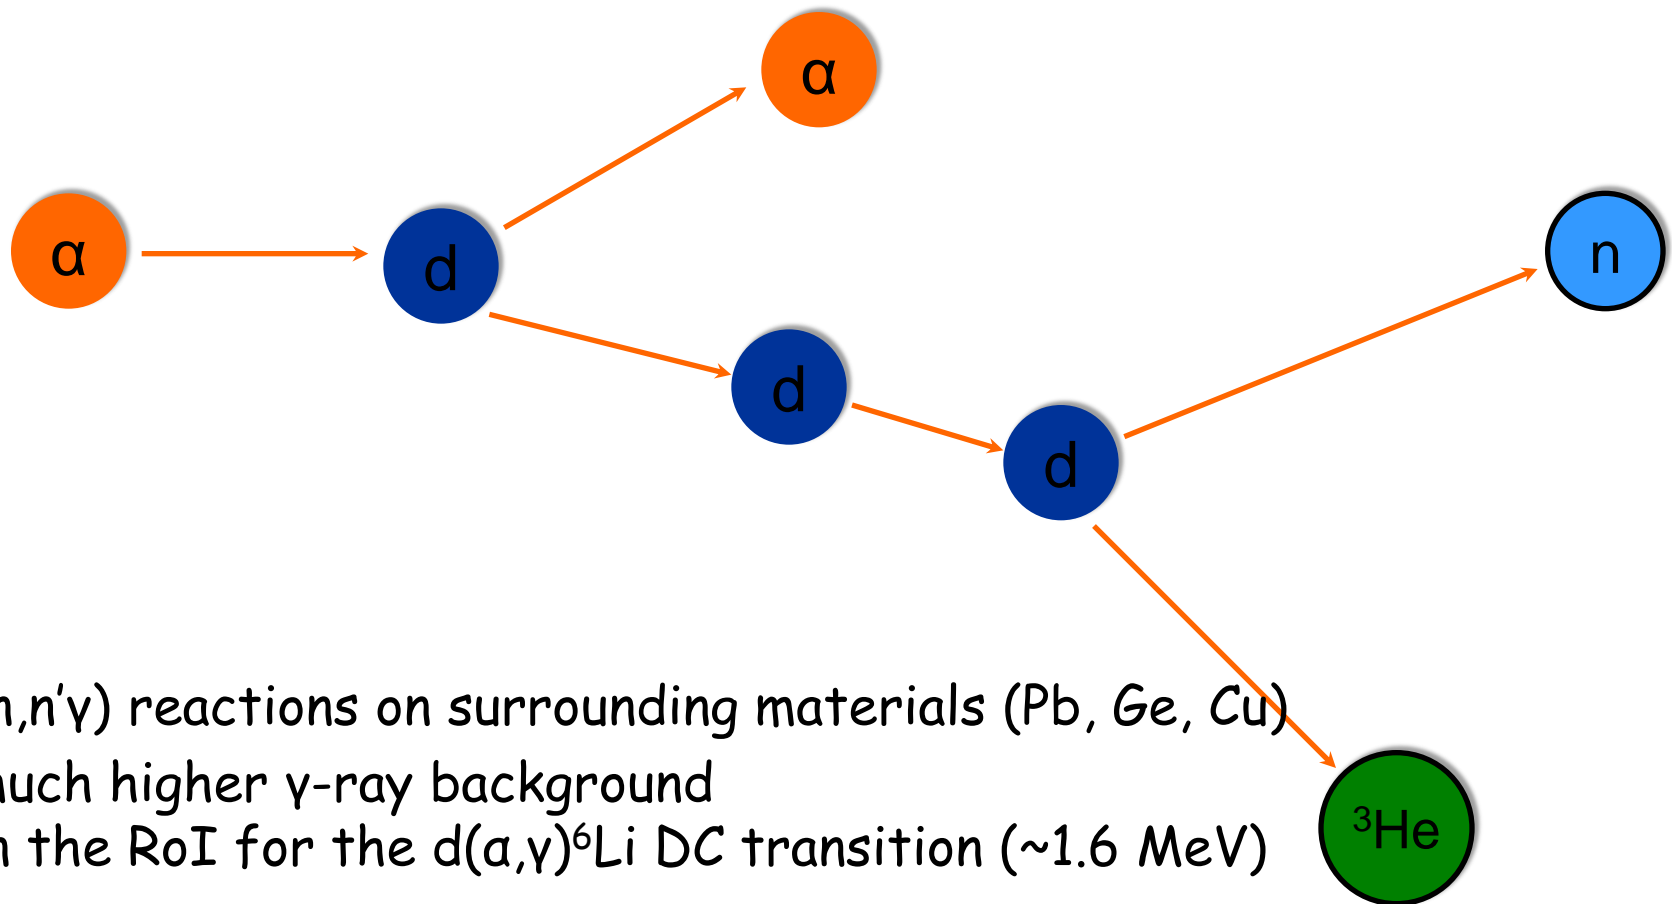 α
α
d
n
d
d
n,n'γ) reactions on surrounding materials (Pb, Ge, Cu)
much higher γ-ray background
n the RoI for the d(α,γ)⁶Li DC transition (~1.6 MeV)
³He